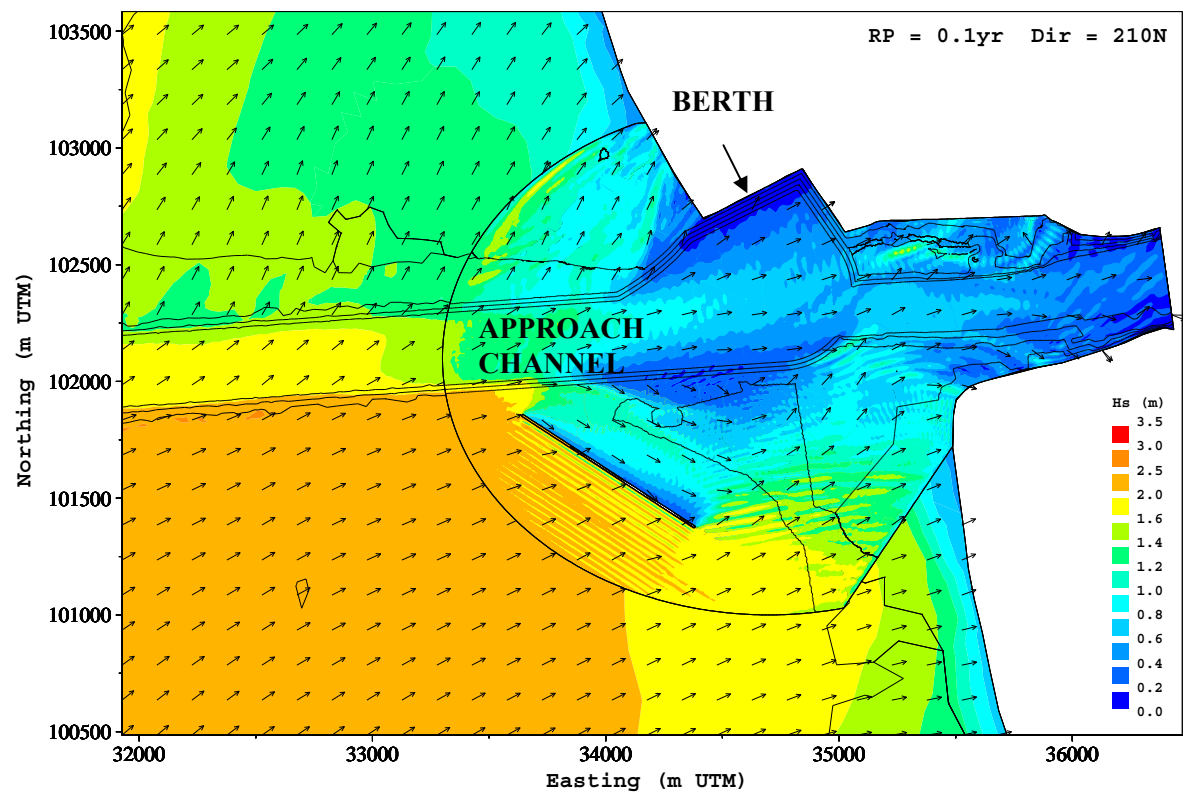 RP = 0.1yr Dir = 210N
BERTH
APPROACH
CHANNEL
Northing (m UTM)
103500
103000
102500
102000
101500
101000
100500
32000 33000 34000 35000 36000
Easting (m UTM)
Hs (m)
3.5
3.0
2.5
2.0
1.6
1.4
1.2
1.0
0.8
0.6
0.4
0.2
0.0